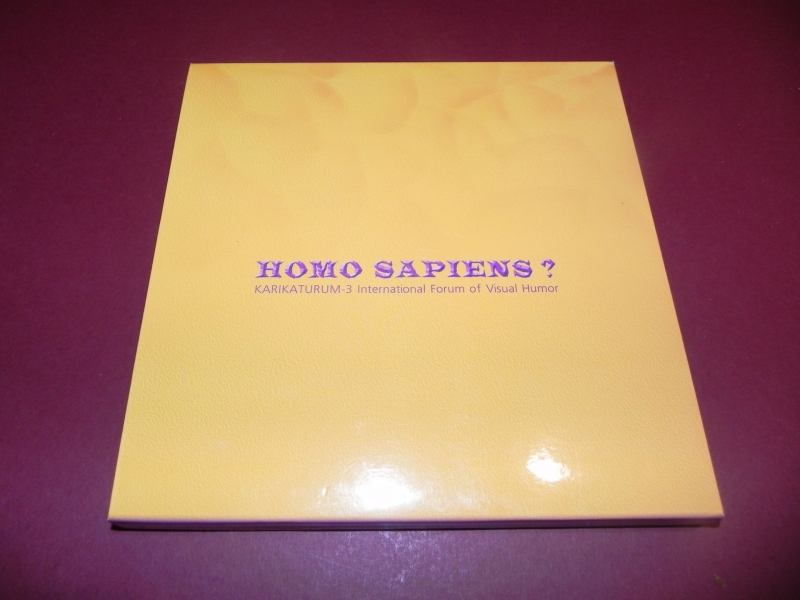 HOMO SAPIENS ?
KARIKATURUM-3 International Forum of Visual Humor